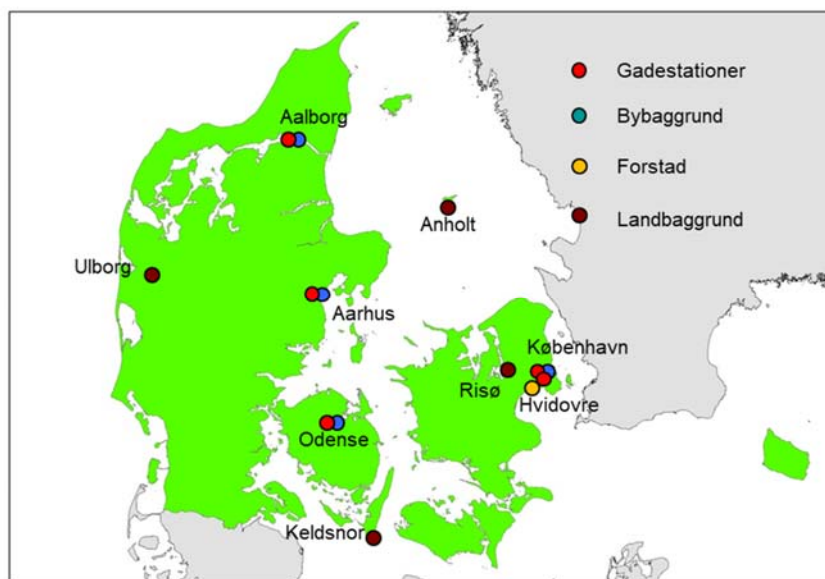 Gadestationer
Bybaggrund
Forstad
Landbaggrund
Aalborg
Anholt
Ulborg
Aarhus
København
Risø
Hvidovre
Odense
Keldsnor